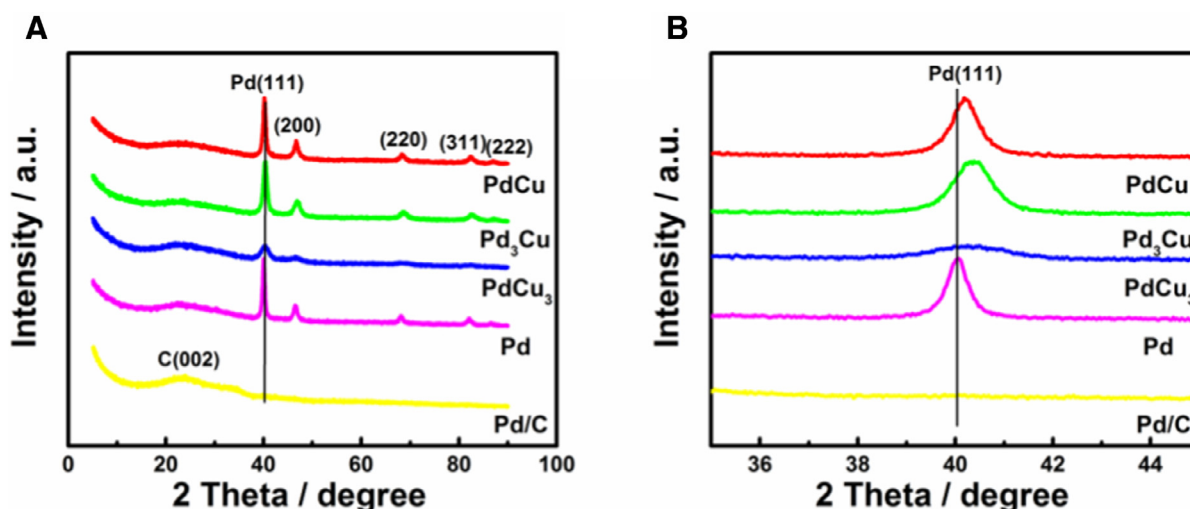 A
Intensity / a.u.
Pd(111)
(200)
(220)
(311)
(222)
PdCu
Pd₃Cu
PdCu₃
Pd
C(002)
Pd/C
0 20 40 60 80 100
2 Theta / degree
B
Intensity / a.u.
Pd(111)
PdCu
Pd₃Cu
PdCu₃
Pd
Pd/C
36 38 40 42 44
2 Theta / degree